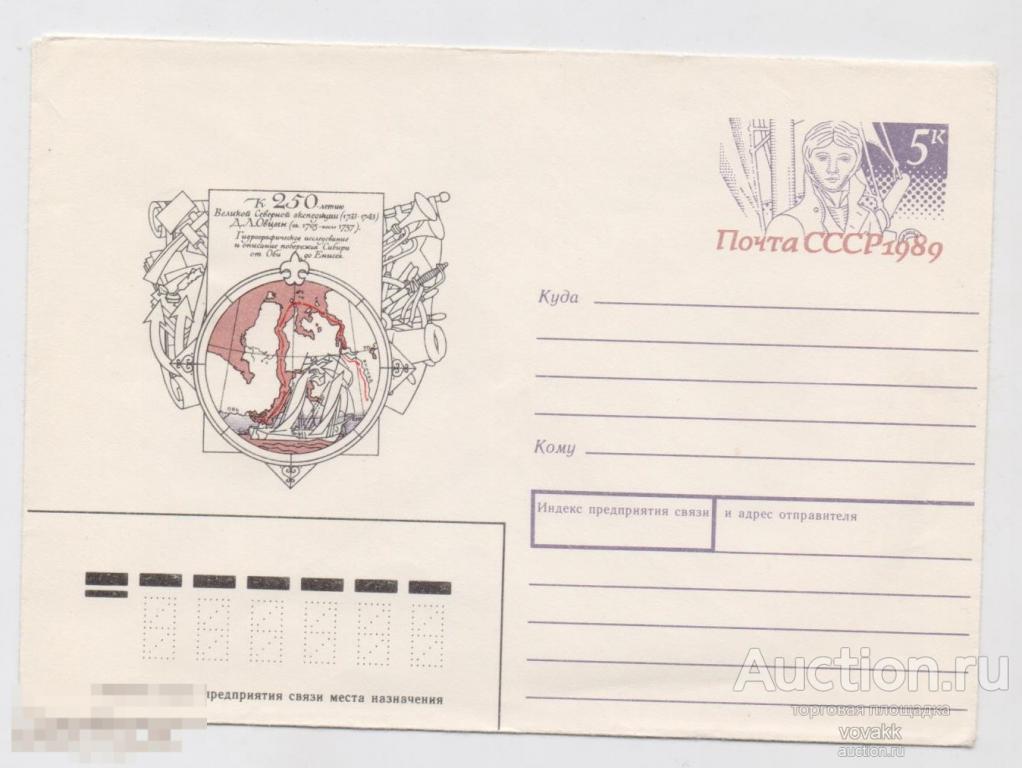 К 250-летию
Великой Северной экспедиции (1733-1743)
Д.Л.Овцына (ок. 1705-после 1757).
Гидрографическое исследование
и описание побережья Сибири
от Оби до Енисея.
ОБЬ
5 К
Почта СССР 1989
Куда
Кому
Индекс предприятия связи и адрес отправителя
предприятия связи места назначения
Auction.ru
торговая площадка
vovakk
auction.ru